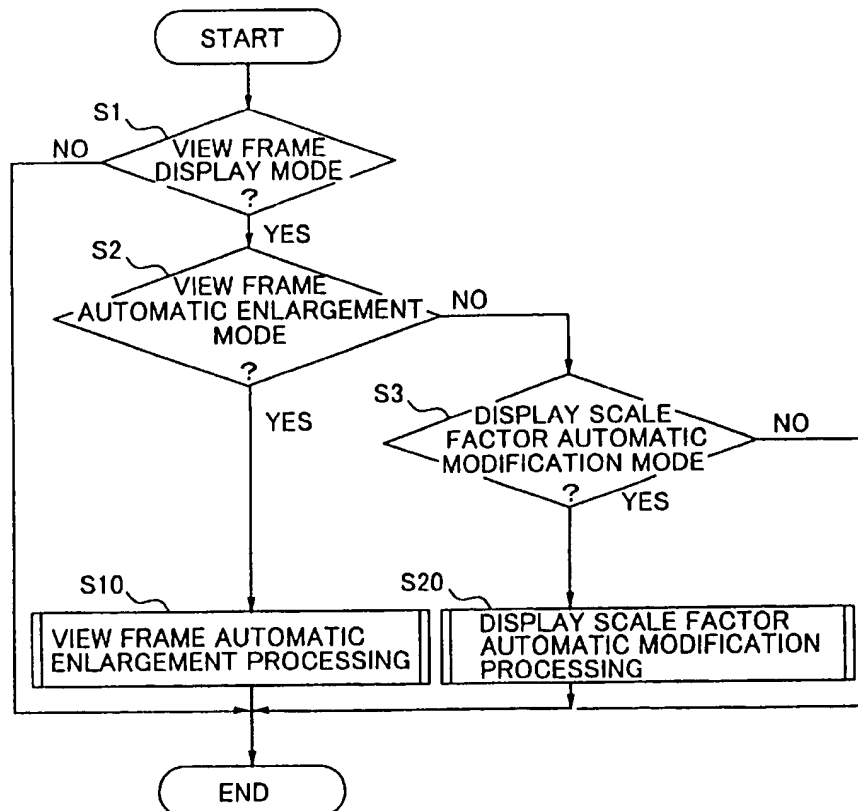 START
S1
NO
VIEW FRAME
DISPLAY MODE
?
YES
S2
VIEW FRAME
AUTOMATIC ENLARGEMENT
MODE
?
NO
YES
S3
DISPLAY SCALE
FACTOR AUTOMATIC
MODIFICATION MODE
?
NO
YES
S10
VIEW FRAME AUTOMATIC
ENLARGEMENT PROCESSING
S20
DISPLAY SCALE FACTOR
AUTOMATIC MODIFICATION
PROCESSING
END